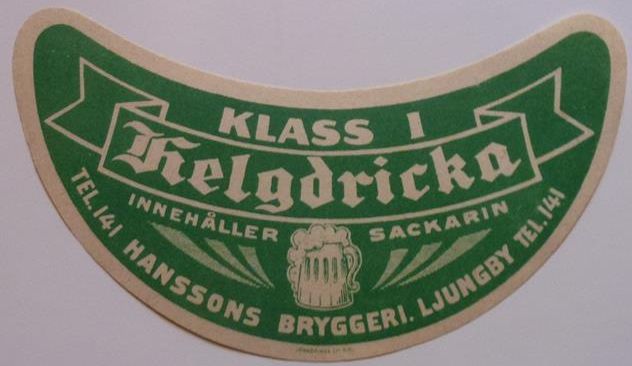 KLASS I
Helgdricka
INNEHÅLLER SACKARIN
TEL. 141 HANSSONS BRYGGERI. LJUNGBY TEL. 141